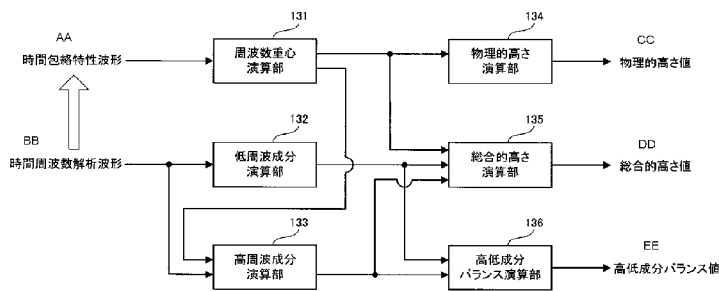 AA
時間包絡特性波形
BB
時間周波数解析波形
131
周波数重心
演算部
132
低周波成分
演算部
133
高周波成分
演算部
134
物理的高さ
演算部
135
総合的高さ
演算部
136
高低成分
バランス演算部
CC
物理的高さ値
DD
総合的高さ値
EE
高低成分バランス値